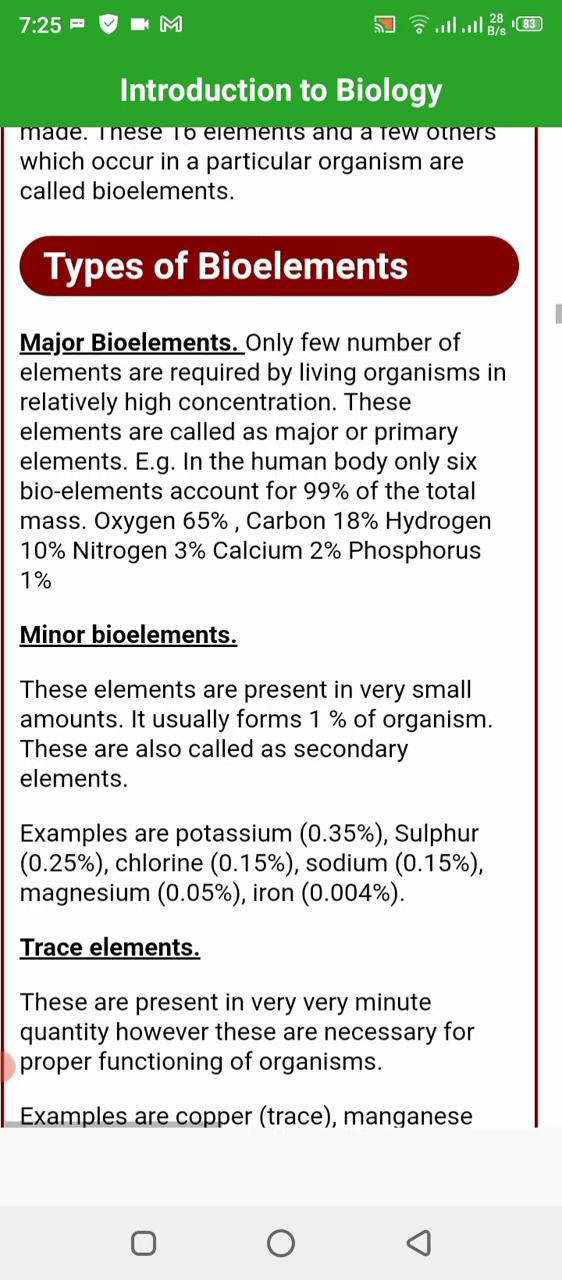 7:25
28
B/s
83
Introduction to Biology
made. These 16 elements and a few others
which occur in a particular organism are
called bioelements.
Types of Bioelements
Major Bioelements. Only few number of
elements are required by living organisms in
relatively high concentration. These
elements are called as major or primary
elements. E.g. In the human body only six
bio-elements account for 99% of the total
mass. Oxygen 65% , Carbon 18% Hydrogen
10% Nitrogen 3% Calcium 2% Phosphorus
1%
Minor bioelements.
These elements are present in very small
amounts. It usually forms 1 % of organism.
These are also called as secondary
elements.
Examples are potassium (0.35%), Sulphur
(0.25%), chlorine (0.15%), sodium (0.15%),
magnesium (0.05%), iron (0.004%).
Trace elements.
These are present in very very minute
quantity however these are necessary for
proper functioning of organisms.
Examples are copper (trace), manganese